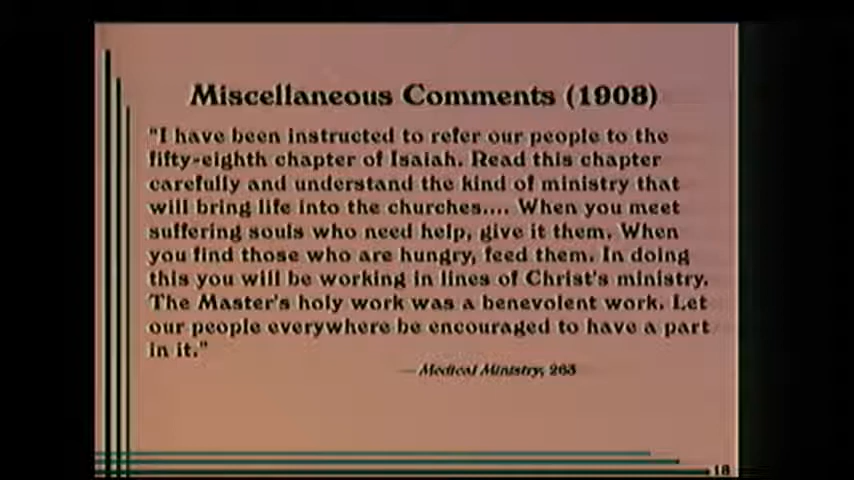 Miscellaneous Comments (1908)
"I have been instructed to refer our people to the
fifty-eighth chapter of Isaiah. Read this chapter
carefully and understand the kind of ministry that
will bring life into the churches.... When you meet
suffering souls who need help, give it them. When
you find those who are hungry, feed them. In doing
this you will be working in lines of Christ's ministry.
The Master's holy work was a benevolent work. Let
our people everywhere be encouraged to have a part
in it."
— Medical Ministry, 263
18